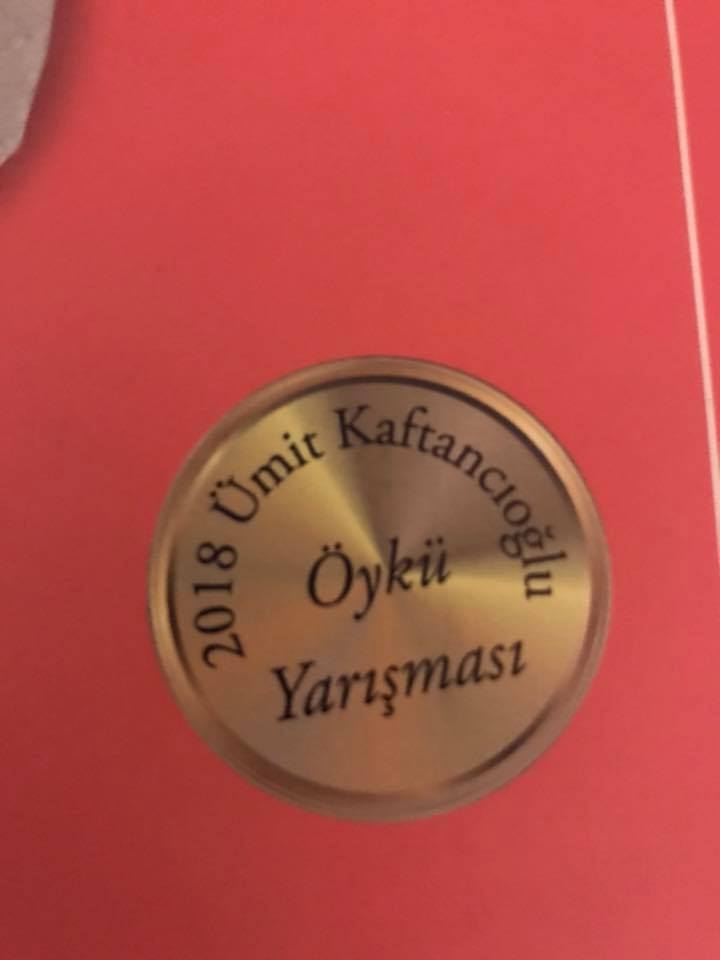 2018 Ümit Kaftancıoğlu
Öykü
Yarışması